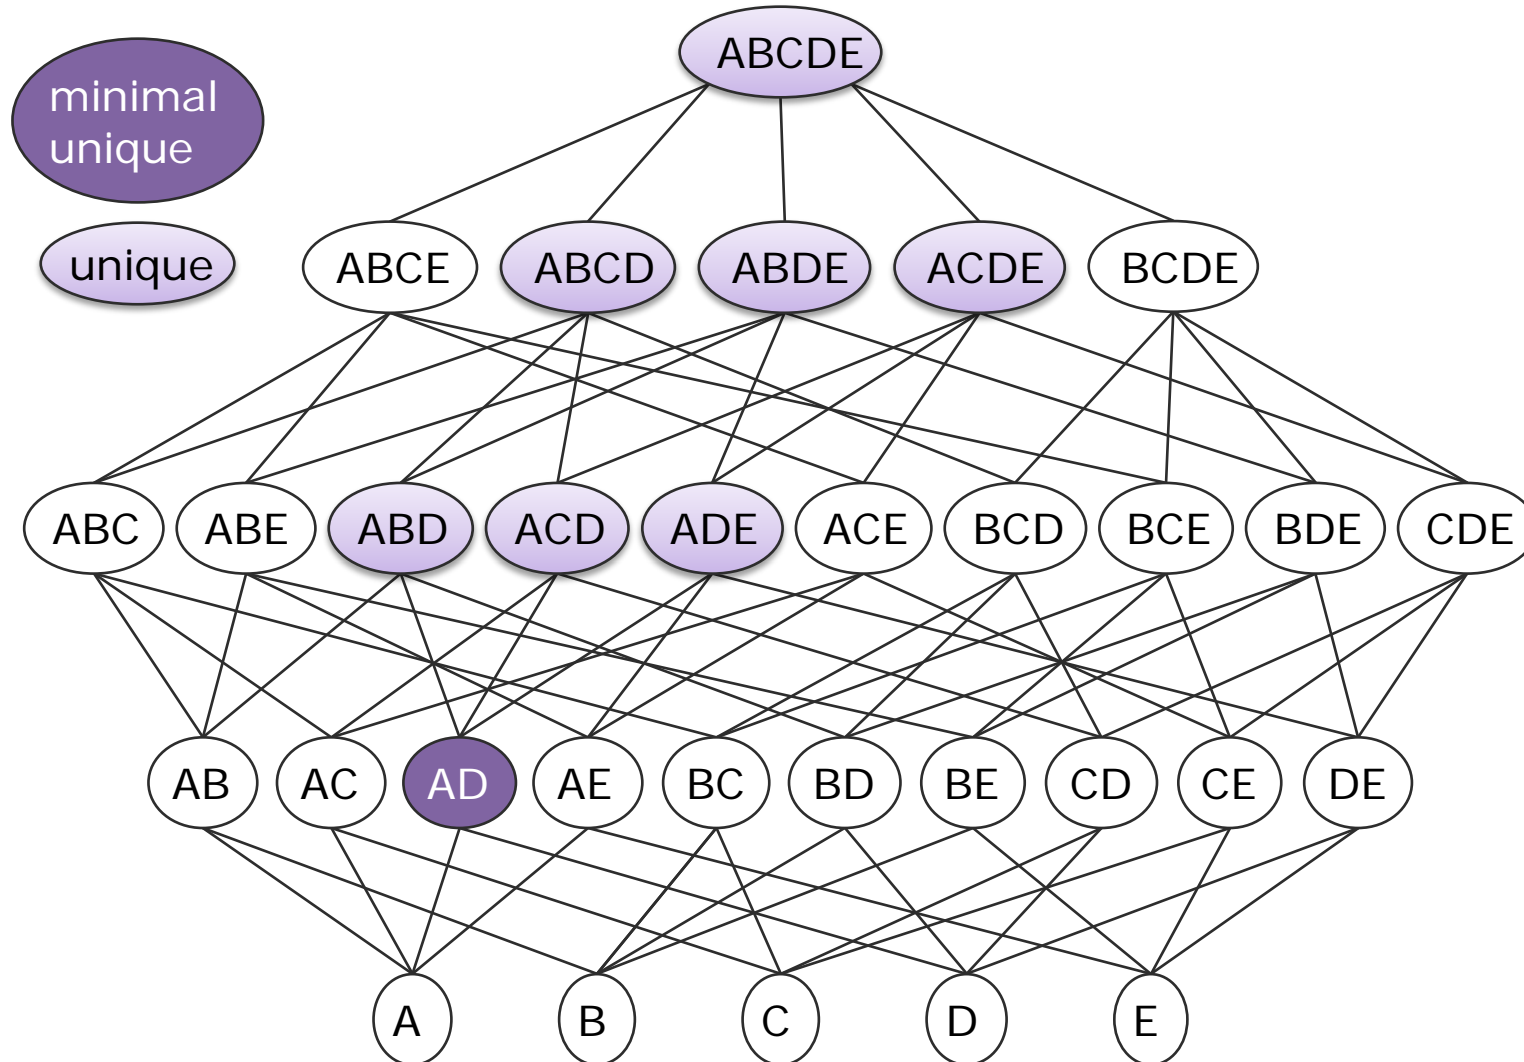 ABCDE
minimal
unique
unique
ABCE ABCD ABDE ACDE BCDE
ABC ABE ABD ACD ADE ACE BCD BCE BDE CDE
AB AC AD AE BC BD BE CD CE DE
A B C D E